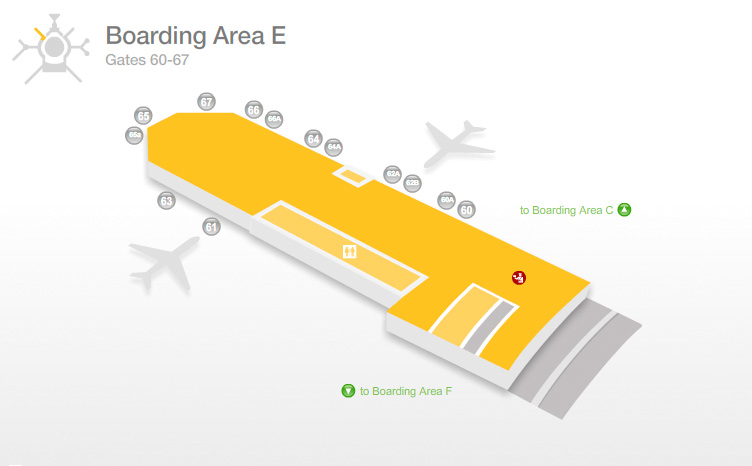 Boarding Area E
Gates 60-67
67
65
66
66A
65a
64
64A
62A
62B
60A
60
63
61
to Boarding Area C
to Boarding Area F